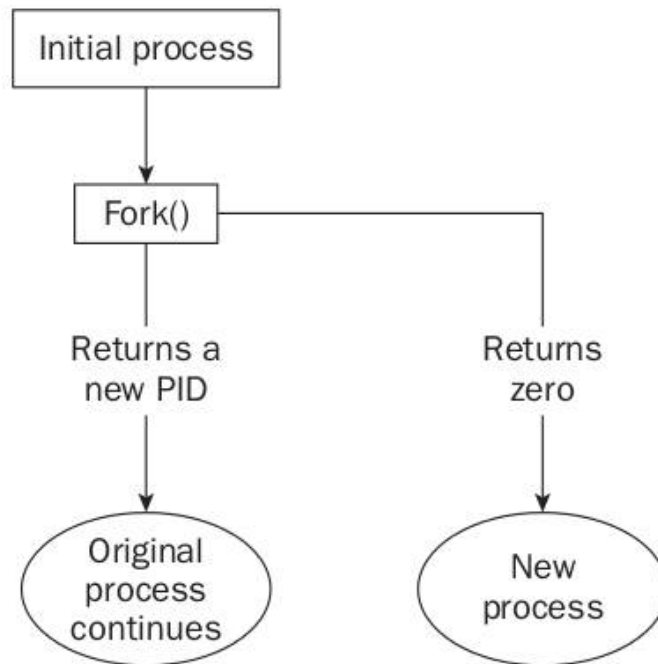 Initial process
Fork()
Returns a
new PID
Returns
zero
Original
process
continues
New
process